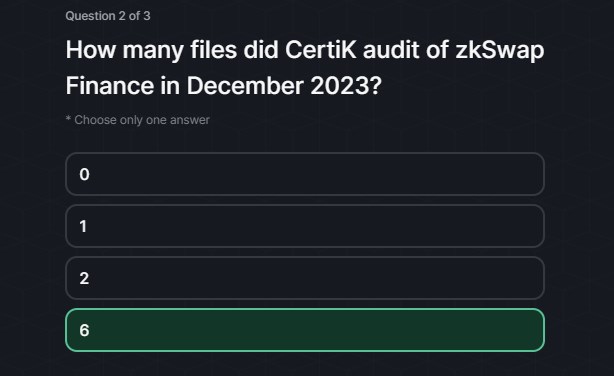 Question 2 of 3
How many files did CertiK audit of zkSwap
Finance in December 2023?
* Choose only one answer
0
1
2
6